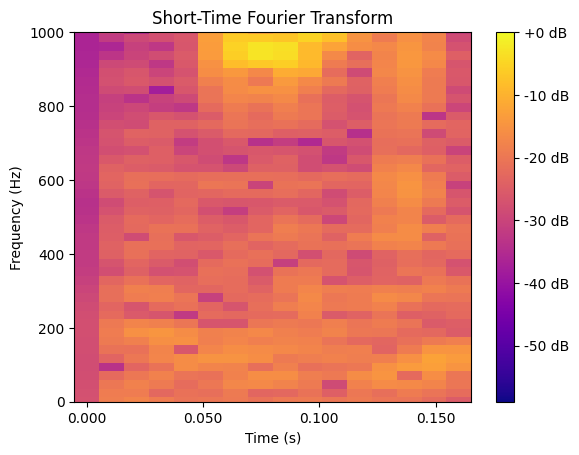 Short-Time Fourier Transform
1000
800
600
400
200
0
Frequency (Hz)
0.000
0.050
0.100
0.150
Time (s)
+0 dB
-10 dB
-20 dB
-30 dB
-40 dB
-50 dB